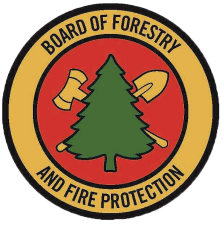 BOARD OF FORESTRY
AND FIRE PROTECTION